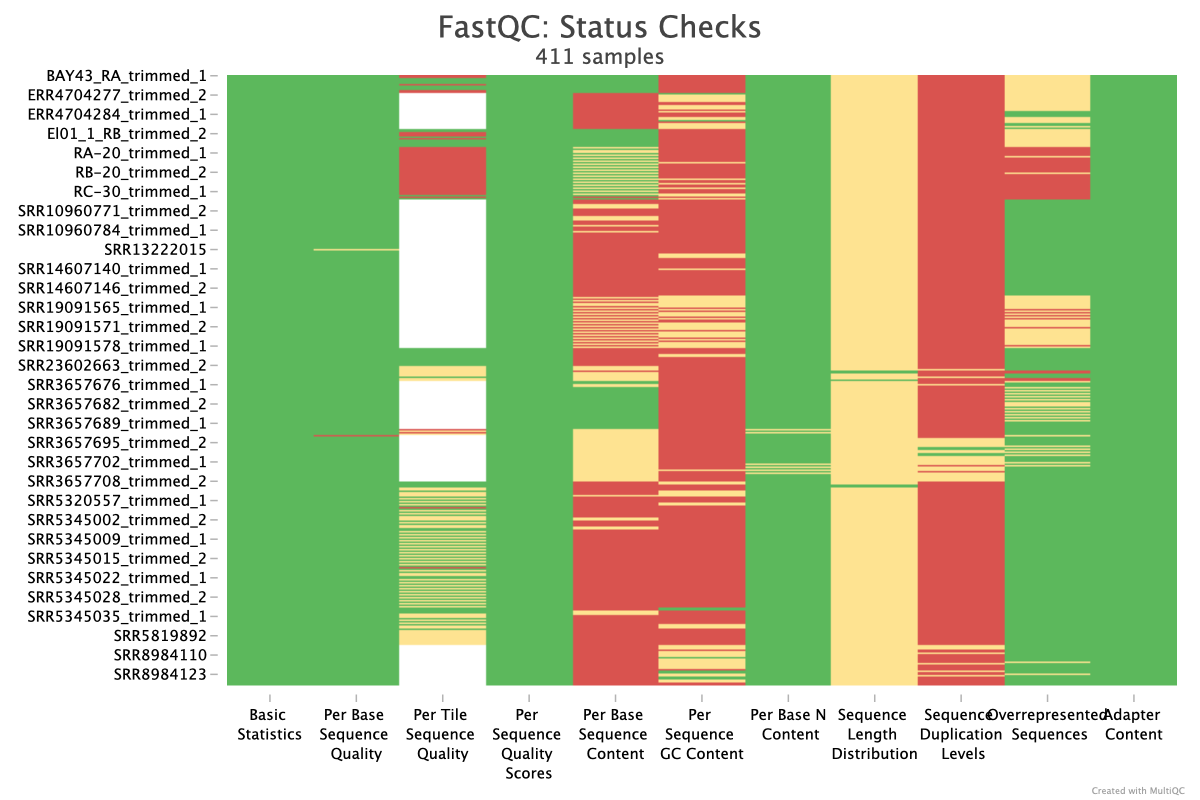 FastQC: Status Checks
411 samples
BAY43_RA_trimmed_1
ERR4704277_trimmed_2
ERR4704284_trimmed_1
El01_1_RB_trimmed_2
RA-20_trimmed_1
RB-20_trimmed_2
RC-30_trimmed_1
SRR10960771_trimmed_2
SRR10960784_trimmed_1
SRR13222015
SRR14607140_trimmed_1
SRR14607146_trimmed_2
SRR19091565_trimmed_1
SRR19091571_trimmed_2
SRR19091578_trimmed_1
SRR23602663_trimmed_2
SRR3657676_trimmed_1
SRR3657682_trimmed_2
SRR3657689_trimmed_1
SRR3657695_trimmed_2
SRR3657702_trimmed_1
SRR3657708_trimmed_2
SRR5320557_trimmed_1
SRR5345002_trimmed_2
SRR5345009_trimmed_1
SRR5345015_trimmed_2
SRR5345022_trimmed_1
SRR5345028_trimmed_2
SRR5345035_trimmed_1
SRR5819892
SRR8984110
SRR8984123
Basic
Statistics
Per Base
Sequence
Quality
Per Tile
Sequence
Quality
Per
Sequence
Quality
Scores
Per Base
Sequence
Content
Per
Sequence
GC Content
Per Base N
Content
Sequence
Length
Distribution
Sequence
Duplication
Levels
Overrepresented
Sequences
Adapter
Content
Created with MultiQC